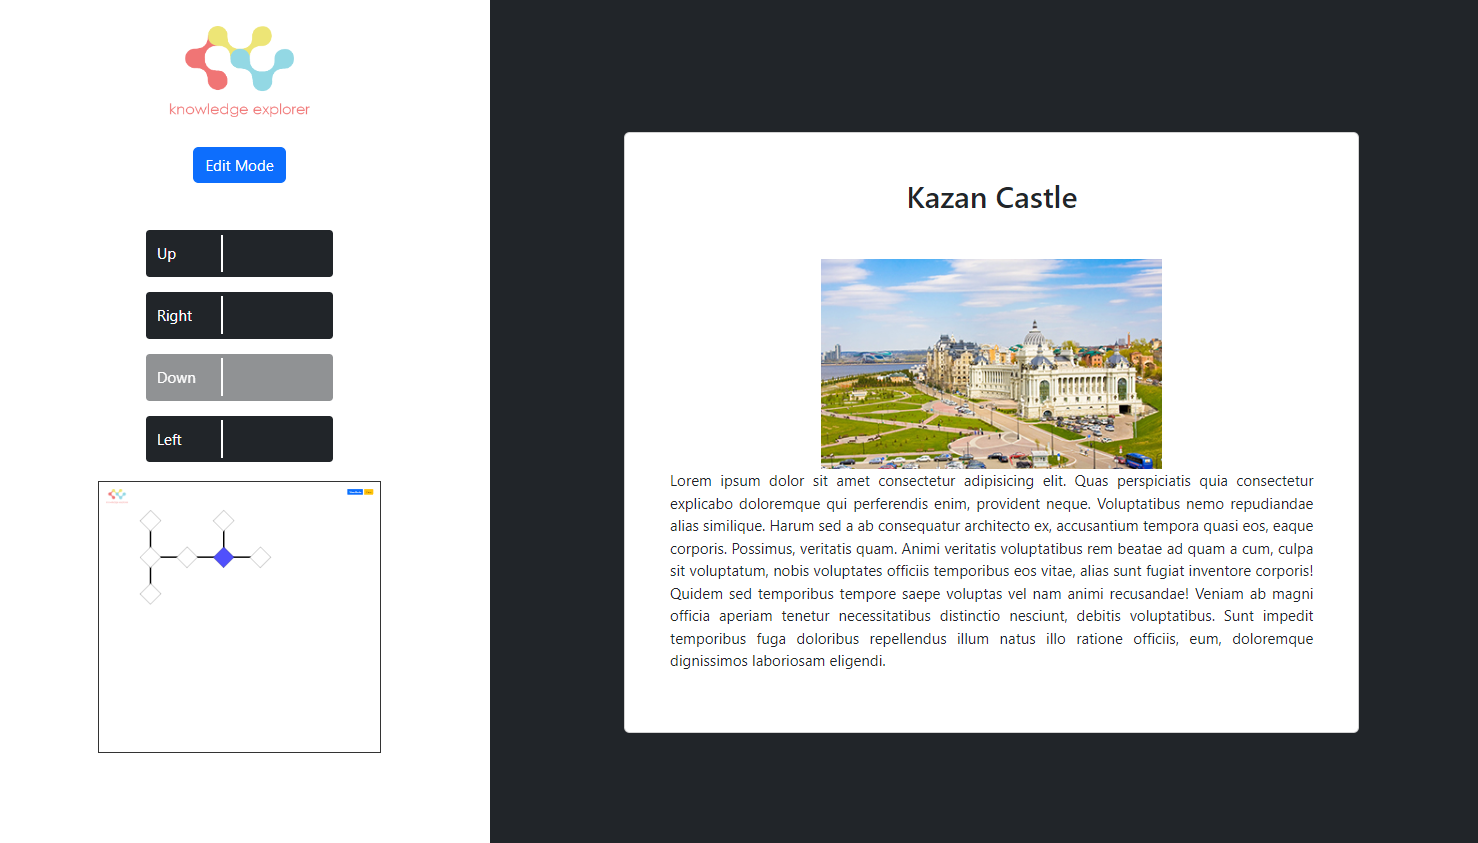 knowledge explorer
Edit Mode
Up
Right
Down
Left
Kazan Castle
Lorem ipsum dolor sit amet consectetur adipisicing elit. Quas perspiciatis quia consectetur
explicabo doloremque qui perferendis enim, provident neque. Voluptatibus nemo repudiandae
alias similique. Harum sed a ab consequatur architecto ex, accusantium tempora quasi eos, eaque
corporis. Possimus, veritatis quam. Animi veritatis voluptatibus rem beatae ad quam a cum, culpa
sit voluptatum, nobis voluptates officiis temporibus eos vitae, alias sunt fugiat inventore corporis!
Quidem sed temporibus tempore saepe voluptas vel nam animi recusandae! Veniam ab magni
officia aperiam tenetur necessitatibus distinctio nesciunt, debitis voluptatibus. Sunt impedit
temporibus fuga doloribus repellendus illum natus illo ratione officiis, eum, doloremque
dignissimos laboriosam eligendi.